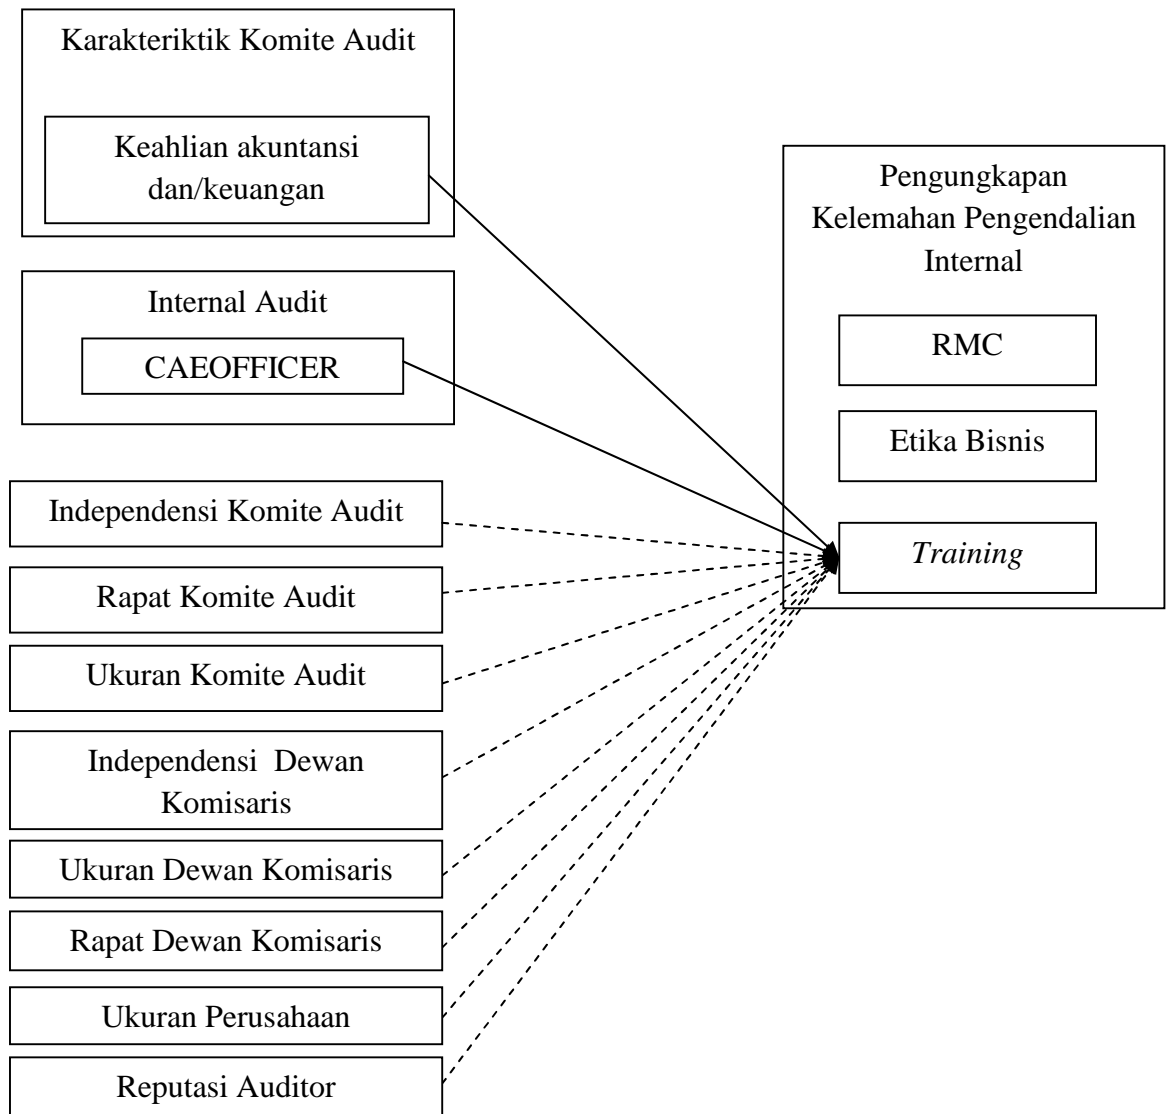 Karakteriktik Komite Audit
Keahlian akuntansi
dan/keuangan
Internal Audit
CAEOFFICER
Independensi Komite Audit
Rapat Komite Audit
Ukuran Komite Audit
Independensi Dewan
Komisaris
Ukuran Dewan Komisaris
Rapat Dewan Komisaris
Ukuran Perusahaan
Reputasi Auditor
Pengungkapan
Kelemahan Pengendalian
Internal
RMC
Etika Bisnis
Training